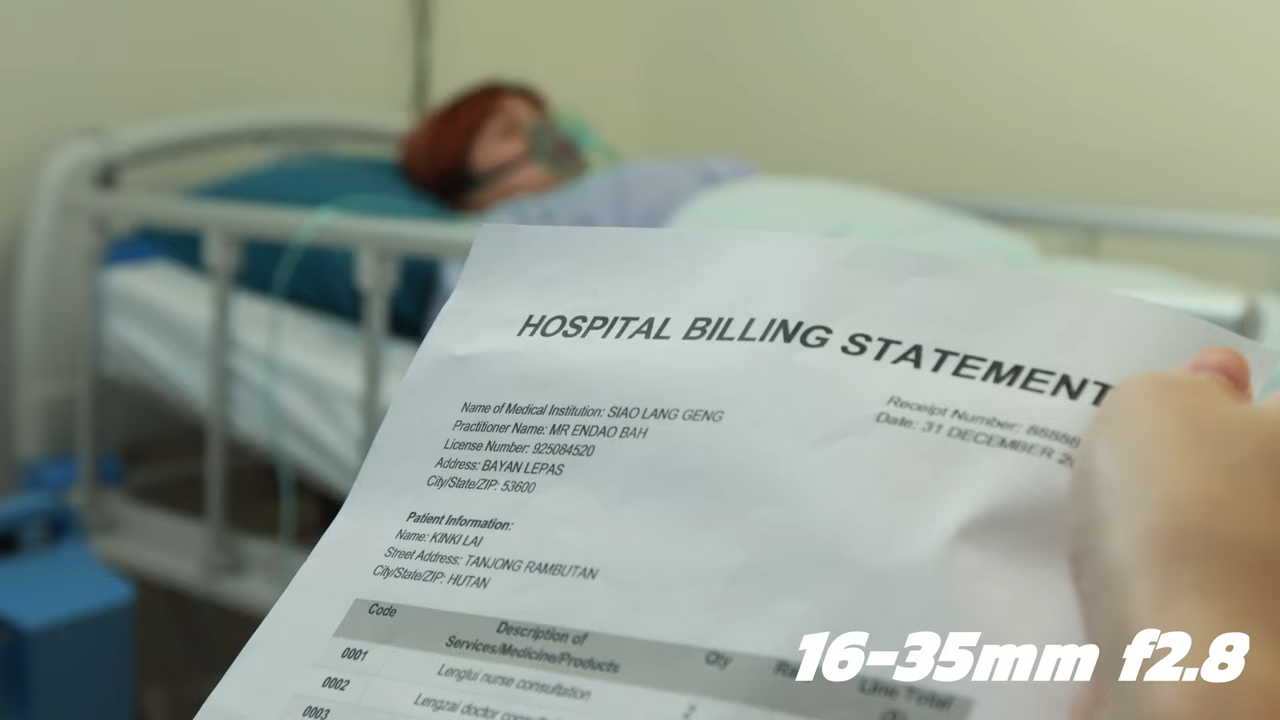 HOSPITAL BILLING STATEMENT
Receipt Number:
Date: 31 DECEMBER
Name of Medical Institution: SIAO LANG GENG
Practitioner Name: MR ENDAO BAH
License Number: 925084520
Address: BAYAN LEPAS
City/State/ZIP: 53600
Patient Information:
Name: KINKI LAI
Street Address: TANJONG RAMBUTAN
City/State/ZIP: HUTAN
Code Description of Services/Medicine/Products Qty Line Total
0001 Lenglui nurse consultation
0002 Lengzai doctor 2
0003
16-35mm f2.8